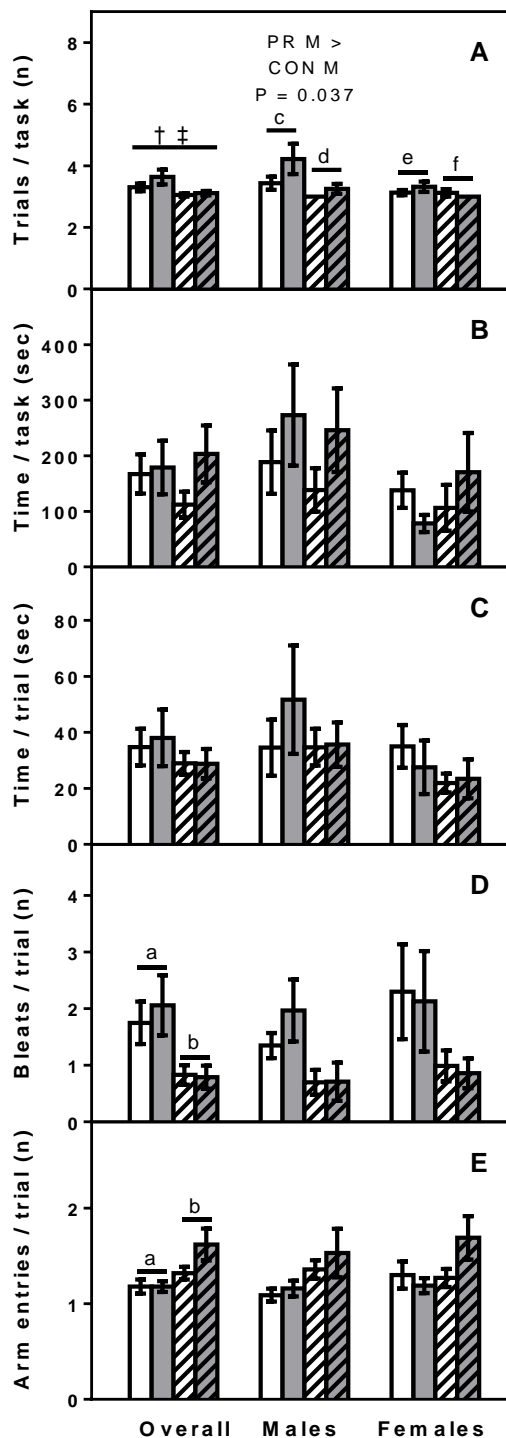 8
6
4
2
0
Trials / task (n)
A
PR M >
CON M
P = 0.037
† ‡
c
d
e
f
400
300
200
100
0
Time / task (sec)
B
80
60
40
20
0
Time / trial (sec)
C
4
3
2
1
0
Bleats / trial (n)
D
a
b
2
1
0
Arm entries / trial (n)
E
a
b
Overall Males Females